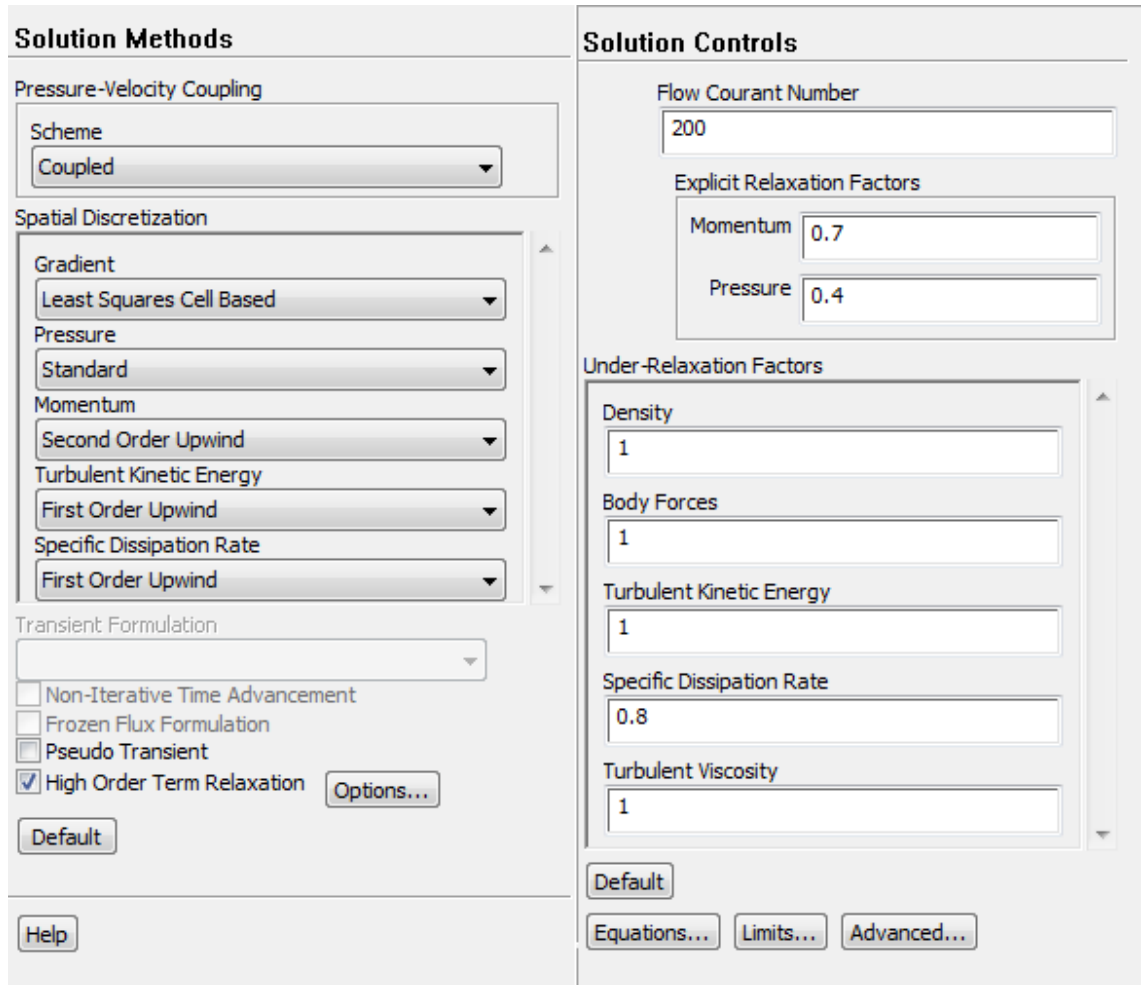 Solution Methods
Pressure-Velocity Coupling
Scheme
Coupled
Spatial Discretization
Gradient
Least Squares Cell Based
Pressure
Standard
Momentum
Second Order Upwind
Turbulent Kinetic Energy
First Order Upwind
Specific Dissipation Rate
First Order Upwind
Transient Formulation
Non-Iterative Time Advancement
Frozen Flux Formulation
Pseudo Transient
High Order Term Relaxation Options...
Default
Help
Solution Controls
Flow Courant Number
200
Explicit Relaxation Factors
Momentum 0.7
Pressure 0.4
Under-Relaxation Factors
Density
1
Body Forces
1
Turbulent Kinetic Energy
1
Specific Dissipation Rate
0.8
Turbulent Viscosity
1
Default
Equations... Limits... Advanced...